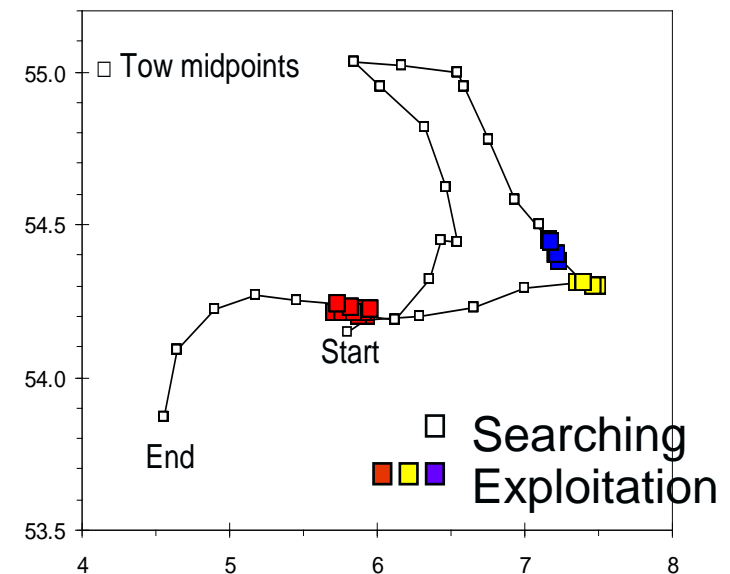 55.0
Tow midpoints
54.5
Start
54.0
End
Searching
Exploitation
53.5
4 5 6 7 8